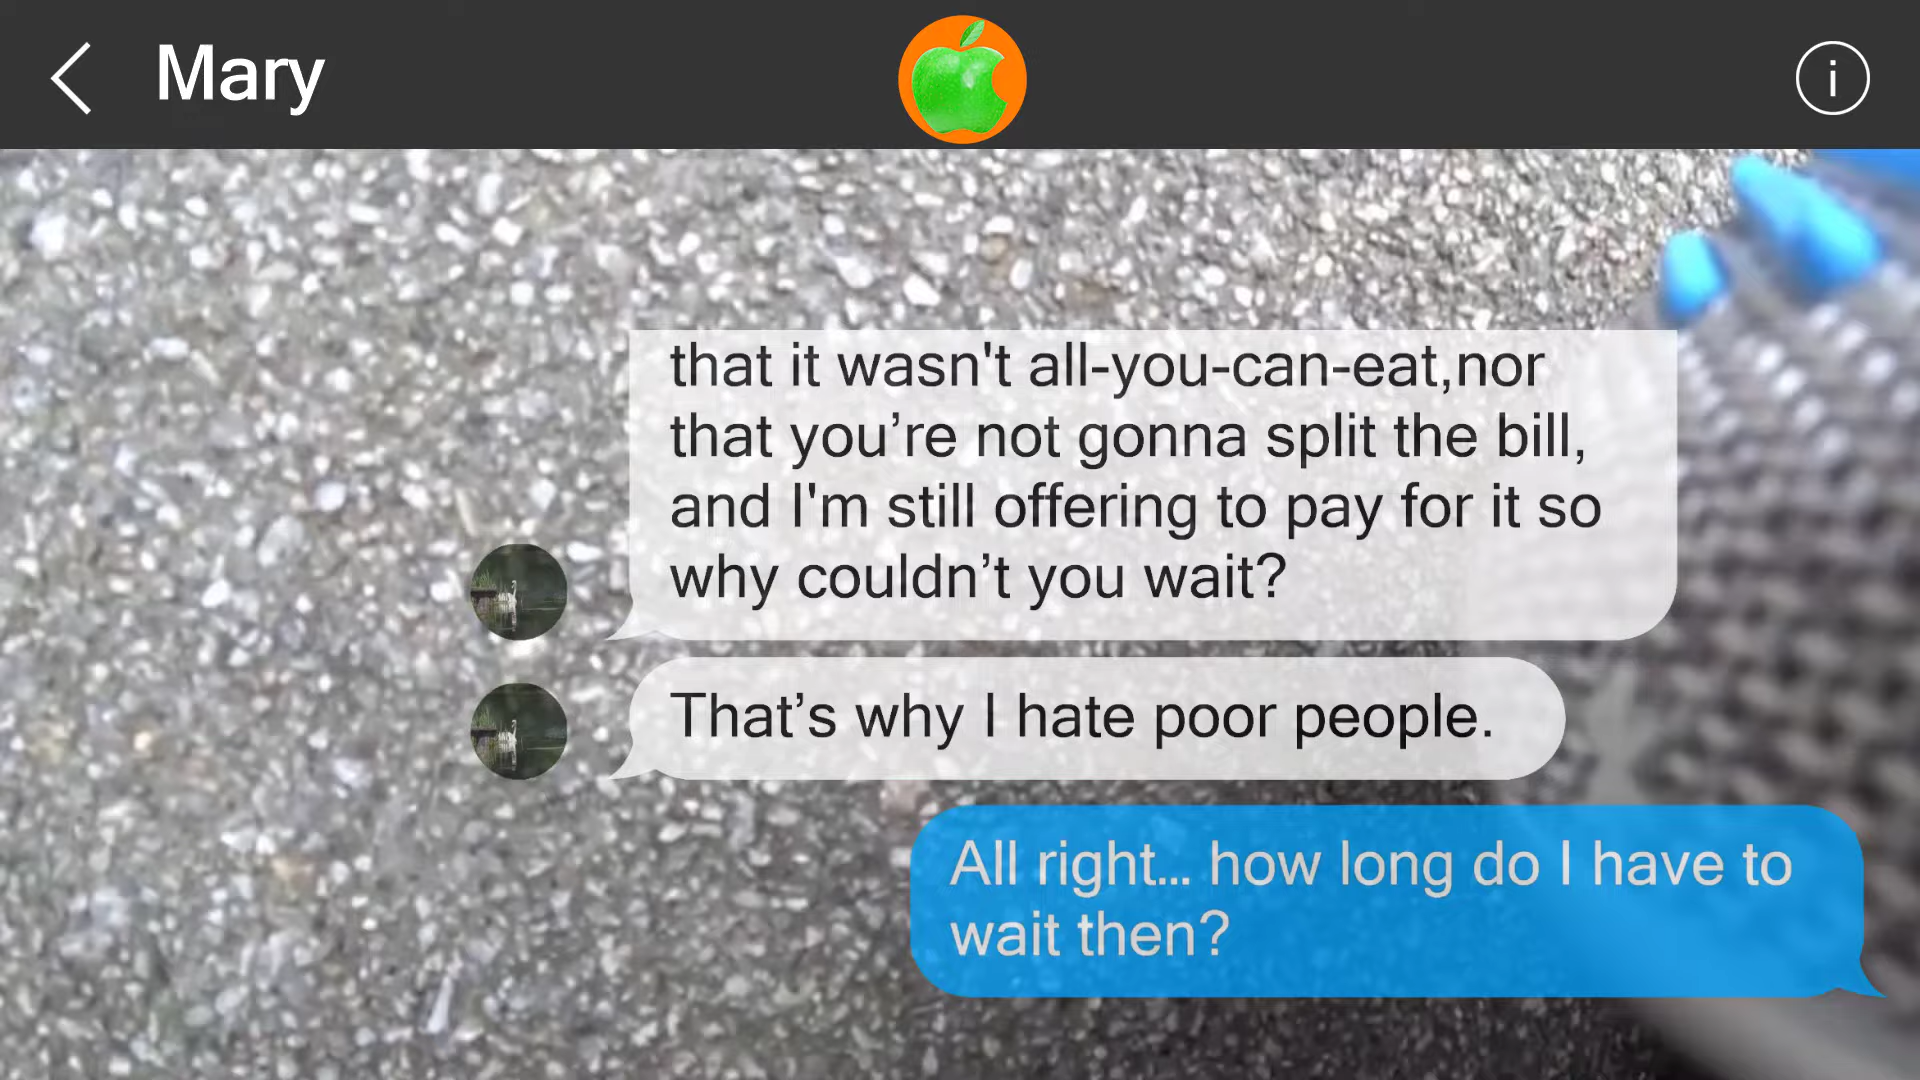 Mary
i
that it wasn't all-you-can-eat,nor
that you’re not gonna split the bill,
and I'm still offering to pay for it so
why couldn’t you wait?
That’s why I hate poor people.
All right... how long do I have to
wait then?